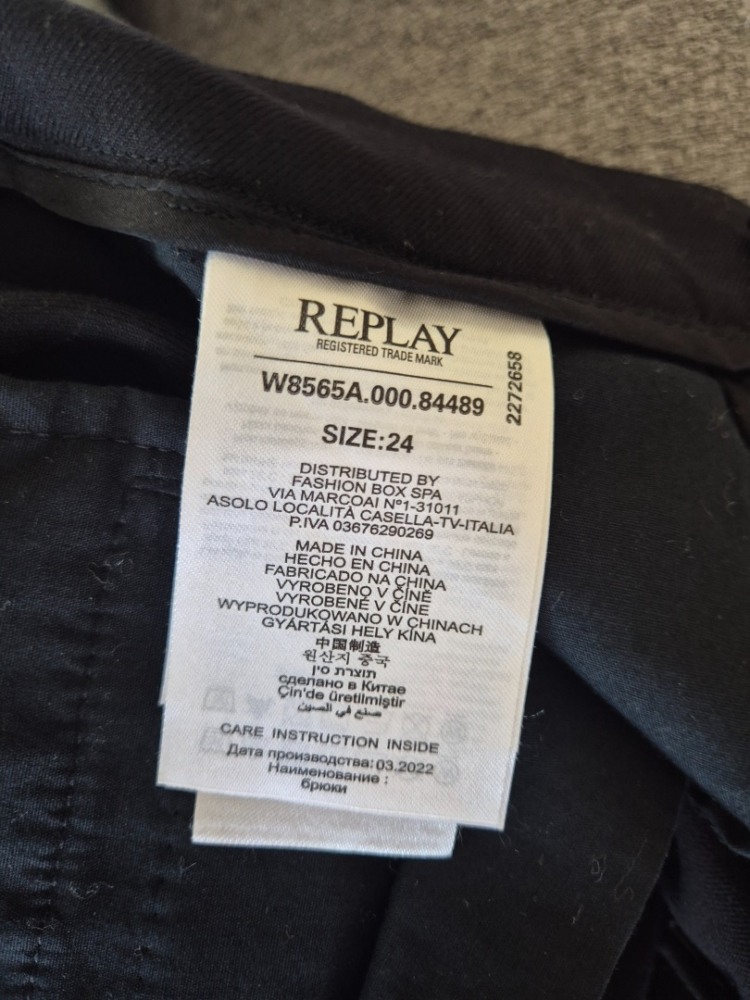 REPLAY
REGISTERED TRADE MARK
W8565A.000.84489
2272658
SIZE:24
DISTRIBUTED BY
FASHION BOX SPA
VIA MARCOAI Nº1-31011
ASOLO LOCALITÀ CASELLA-TV-ITALIA
P.IVA 03676290269
MADE IN CHINA
HECHO EN CHINA
FABRICADO NA CHINA
VYROBENO V ČÍNĚ
VYROBENÉ V ČÍNE
WYPRODUKOWANO W CHINACH
GYÁRTÁSI HELY KÍNA
中国制造
원산지 중국
תוצרת סין
сделано в Китае
Çin'de üretilmiştir
صنع في الصين
CARE INSTRUCTION INSIDE
Дата производства:03.2022
Наименование :
брюки